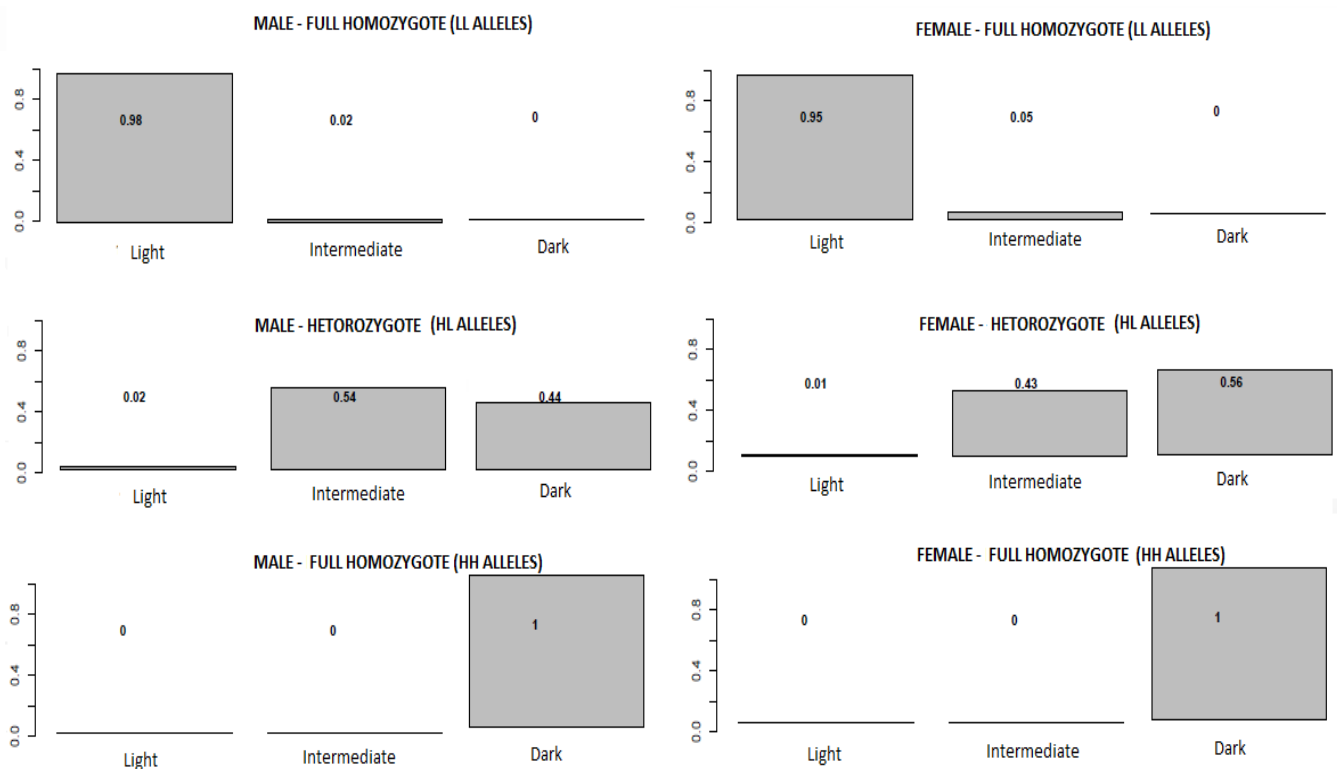 MALE - FULL HOMOZYGOTE (LL ALLELES)
0.0 0.4 0.8
0.98 0.02 0
Light Intermediate Dark
FEMALE - FULL HOMOZYGOTE (LL ALLELES)
0.0 0.4 0.8
0.95 0.05 0
Light Intermediate Dark
MALE - HETOROZYGOTE (HL ALLELES)
0.0 0.4 0.8
0.02 0.54 0.44
Light Intermediate Dark
FEMALE - HETOROZYGOTE (HL ALLELES)
0.0 0.4 0.8
0.01 0.43 0.56
Light Intermediate Dark
MALE - FULL HOMOZYGOTE (HH ALLELES)
0.0 0.4 0.8
0 0 1
Light Intermediate Dark
FEMALE - FULL HOMOZYGOTE (HH ALLELES)
0.0 0.4 0.8
0 0 1
Light Intermediate Dark